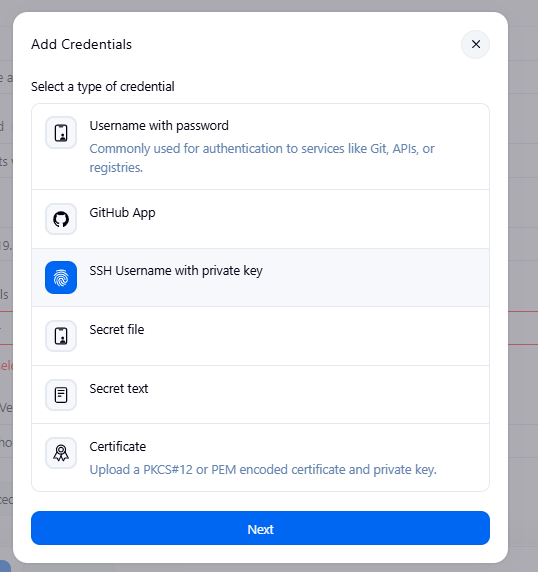 Add Credentials
Select a type of credential
Username with password
Commonly used for authentication to services like Git, APIs, or
registries.
GitHub App
SSH Username with private key
Secret file
Secret text
Certificate
Upload a PKCS#12 or PEM encoded certificate and private key.
Next